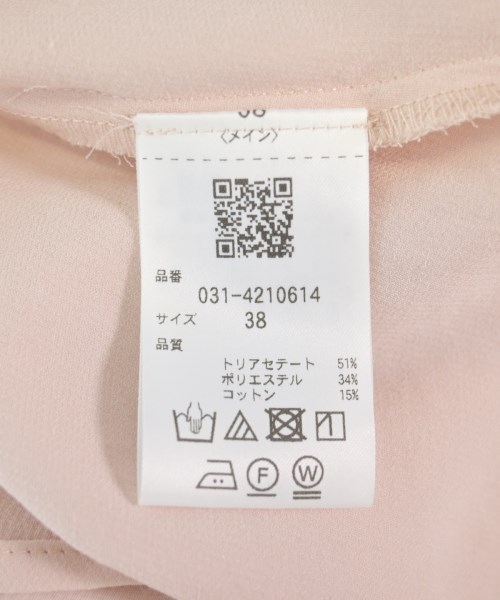 38
〈メイン〉
品番
031-4210614
サイズ 38
品質
トリアセテート 51%
ポリエステル 34%
コットン 15%
F W